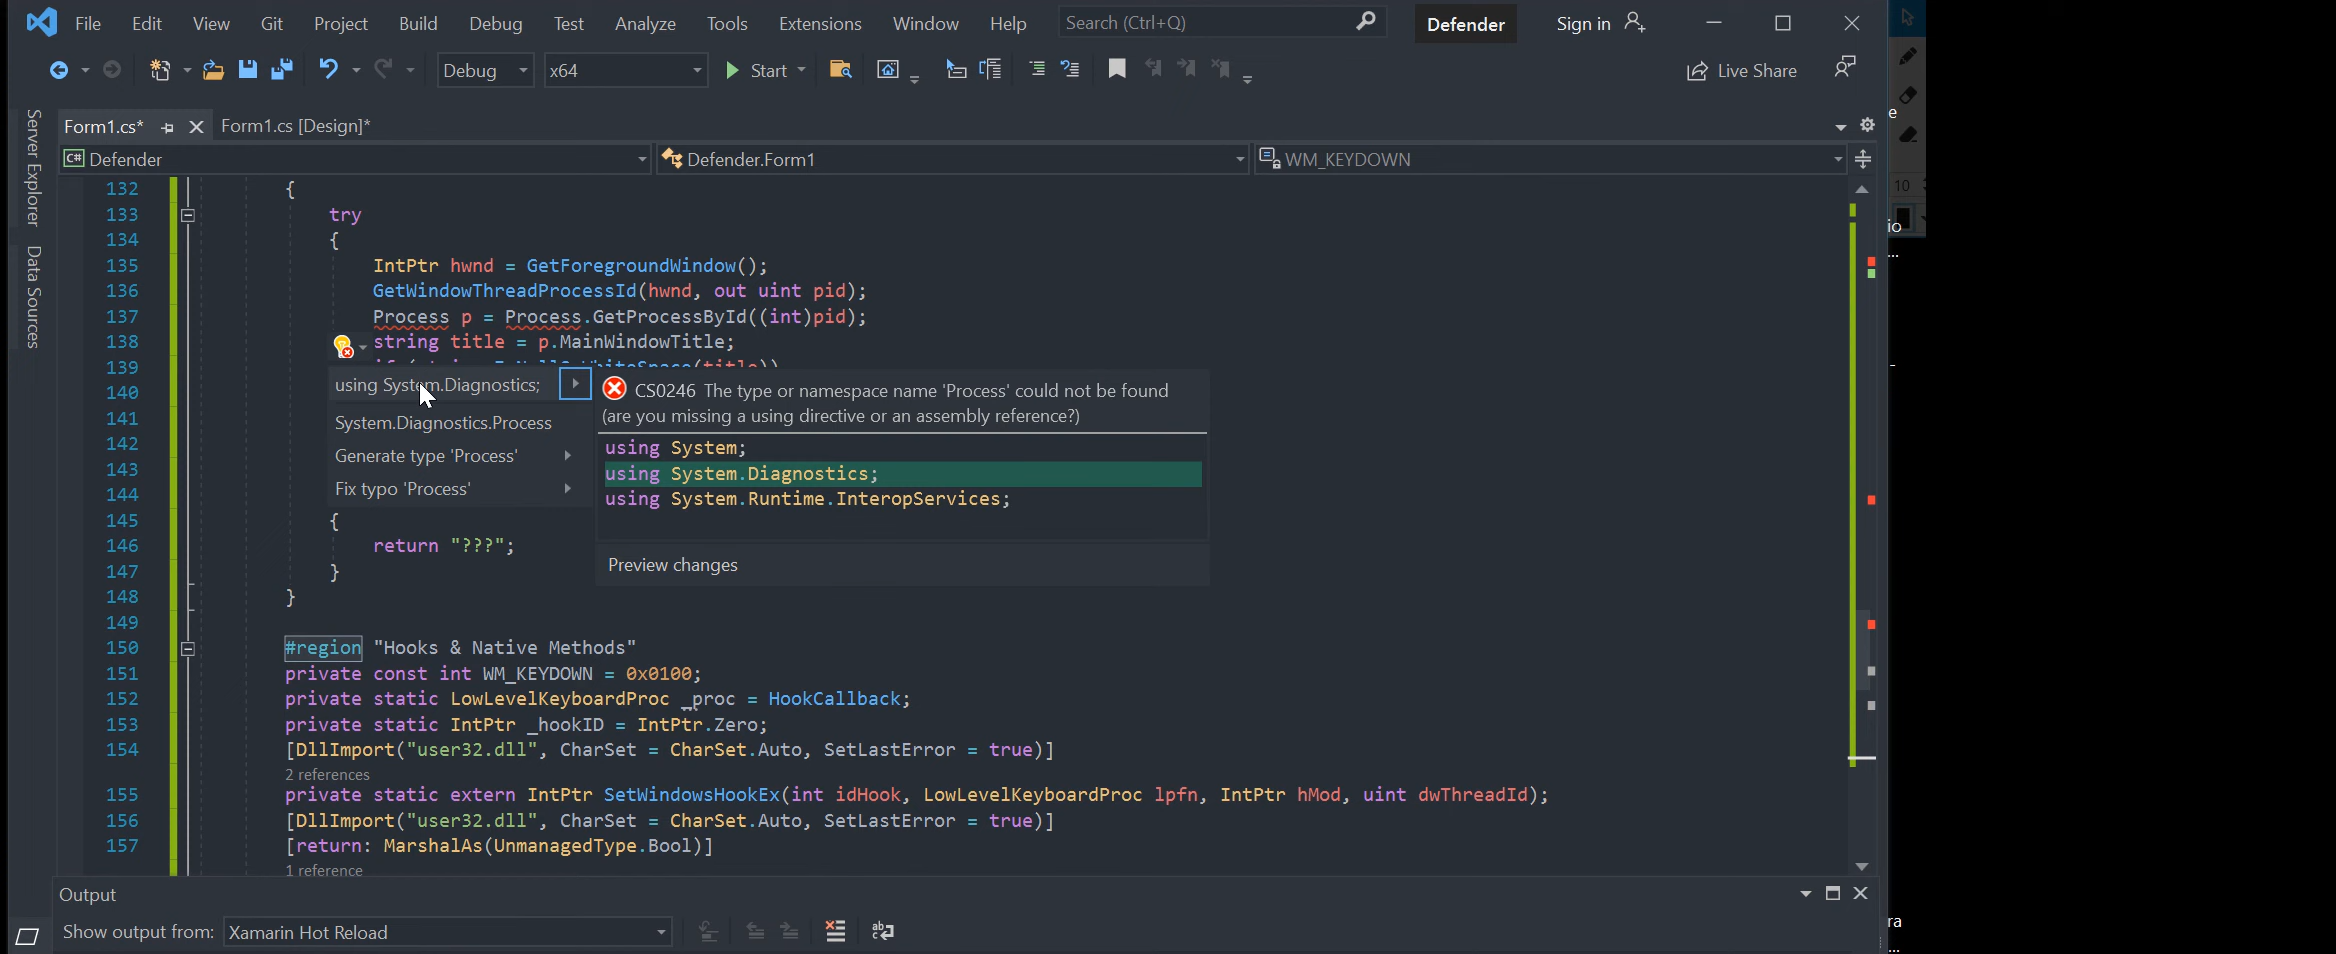 File Edit View Git Project Build Debug Test Analyze Tools Extensions Window Help Search (Ctrl+Q) Defender Sign in
Debug x64 Start Live Share
Server Explorer
Data Sources
Form1.cs* Form1.cs [Design]*
C# Defender Defender.Form1 WM_KEYDOWN
132 {
133 try
134 {
135 IntPtr hwnd = GetForegroundWindow();
136 GetWindowThreadProcessId(hwnd, out uint pid);
137 Process p = Process.GetProcessById((int)pid);
138 string title = p.MainWindowTitle;
139
140
141
142
143
144
using System.Diagnostics;
System.Diagnostics.Process
Generate type 'Process'
Fix typo 'Process'
CS0246 The type or namespace name 'Process' could not be found
(are you missing a using directive or an assembly reference?)
using System;
using System.Diagnostics;
using System.Runtime.InteropServices;
Preview changes
145 {
146 return "???";
147 }
148 }
149
150 #region "Hooks & Native Methods"
151 private const int WM_KEYDOWN = 0x0100;
152 private static LowLevelKeyboardProc _proc = HookCallback;
153 private static IntPtr _hookID = IntPtr.Zero;
154 [DllImport("user32.dll", CharSet = CharSet.Auto, SetLastError = true)]
2 references
155 private static extern IntPtr SetWindowsHookEx(int idHook, LowLevelKeyboardProc lpfn, IntPtr hMod, uint dwThreadId);
156 [DllImport("user32.dll", CharSet = CharSet.Auto, SetLastError = true)]
157 [return: MarshalAs(UnmanagedType.Bool)]
1 reference
Output
Show output from: Xamarin Hot Reload
e
10
io
...
-
ra
...